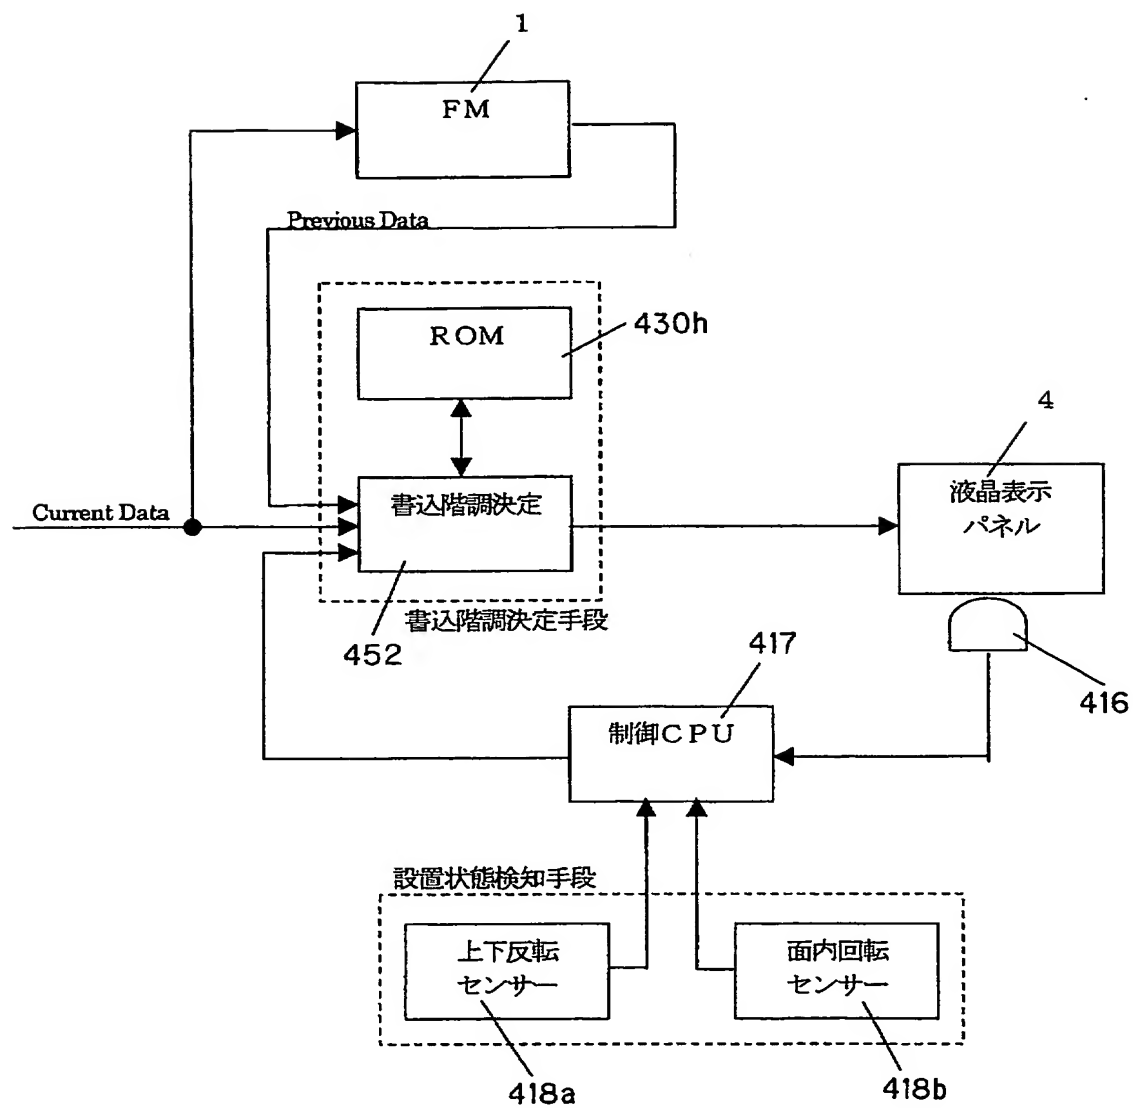 1
FM
Previous Data
ROM
430h
4
液晶表示
パネル
Current Data
書込階調決定
書込階調決定手段
452
417
416
制御CPU
設置状態検知手段
上下反転
センサー
面内回転
センサー
418a
418b